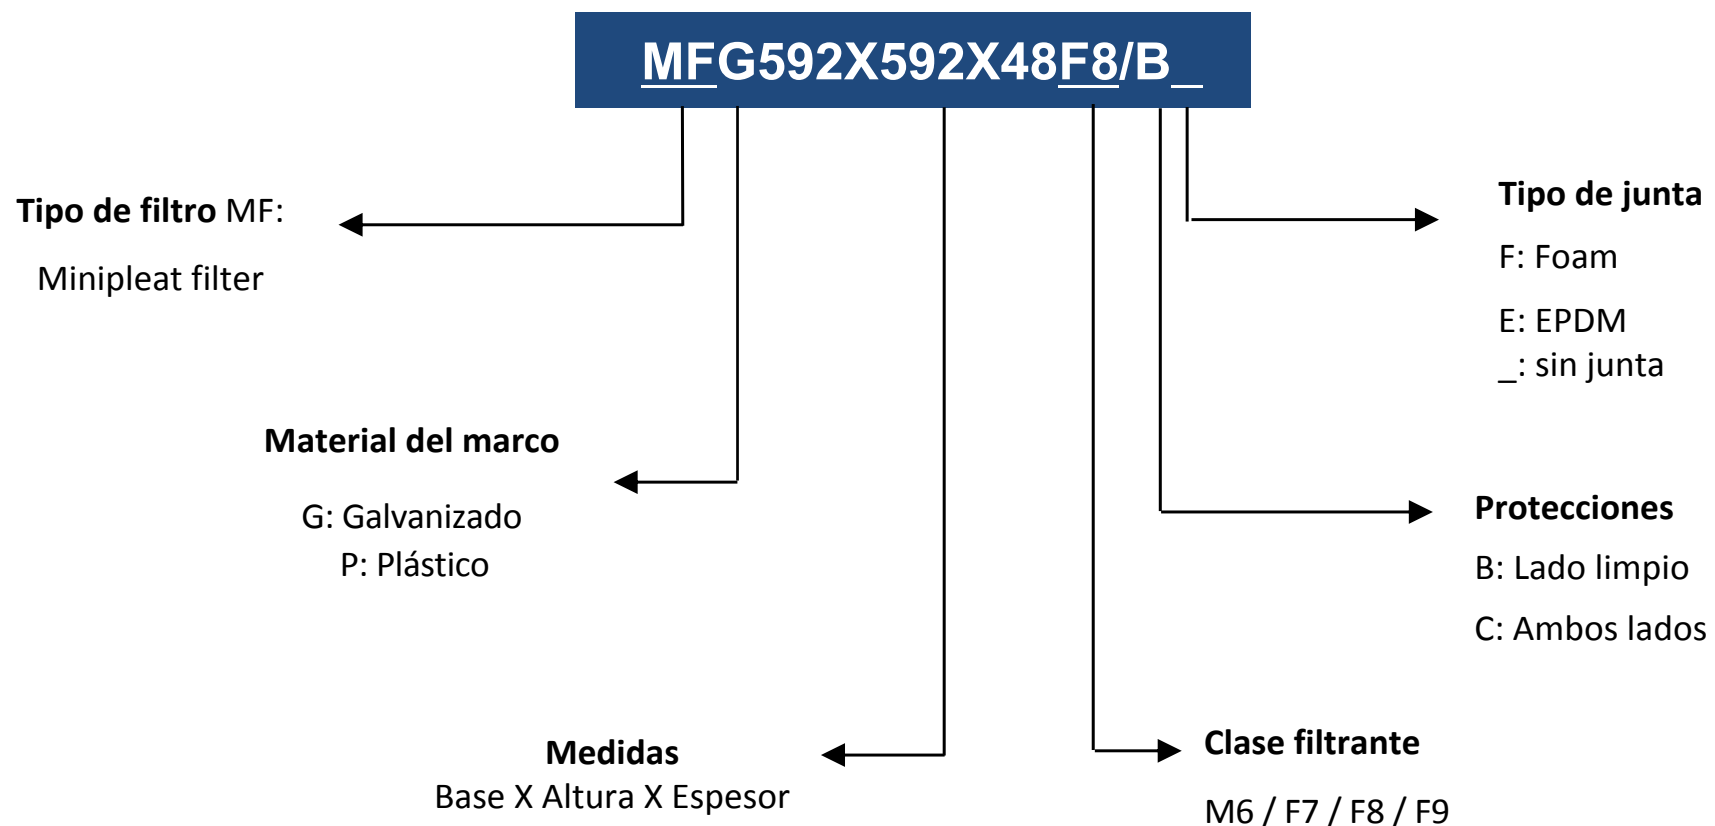 MFG592X592X48F8/B_
Tipo de filtro MF:
Minipleat filter
Tipo de junta
F: Foam
E: EPDM
_: sin junta
Material del marco
G: Galvanizado
P: Plástico
Protecciones
B: Lado limpio
C: Ambos lados
Medidas
Base X Altura X Espesor
Clase filtrante
M6 / F7 / F8 / F9